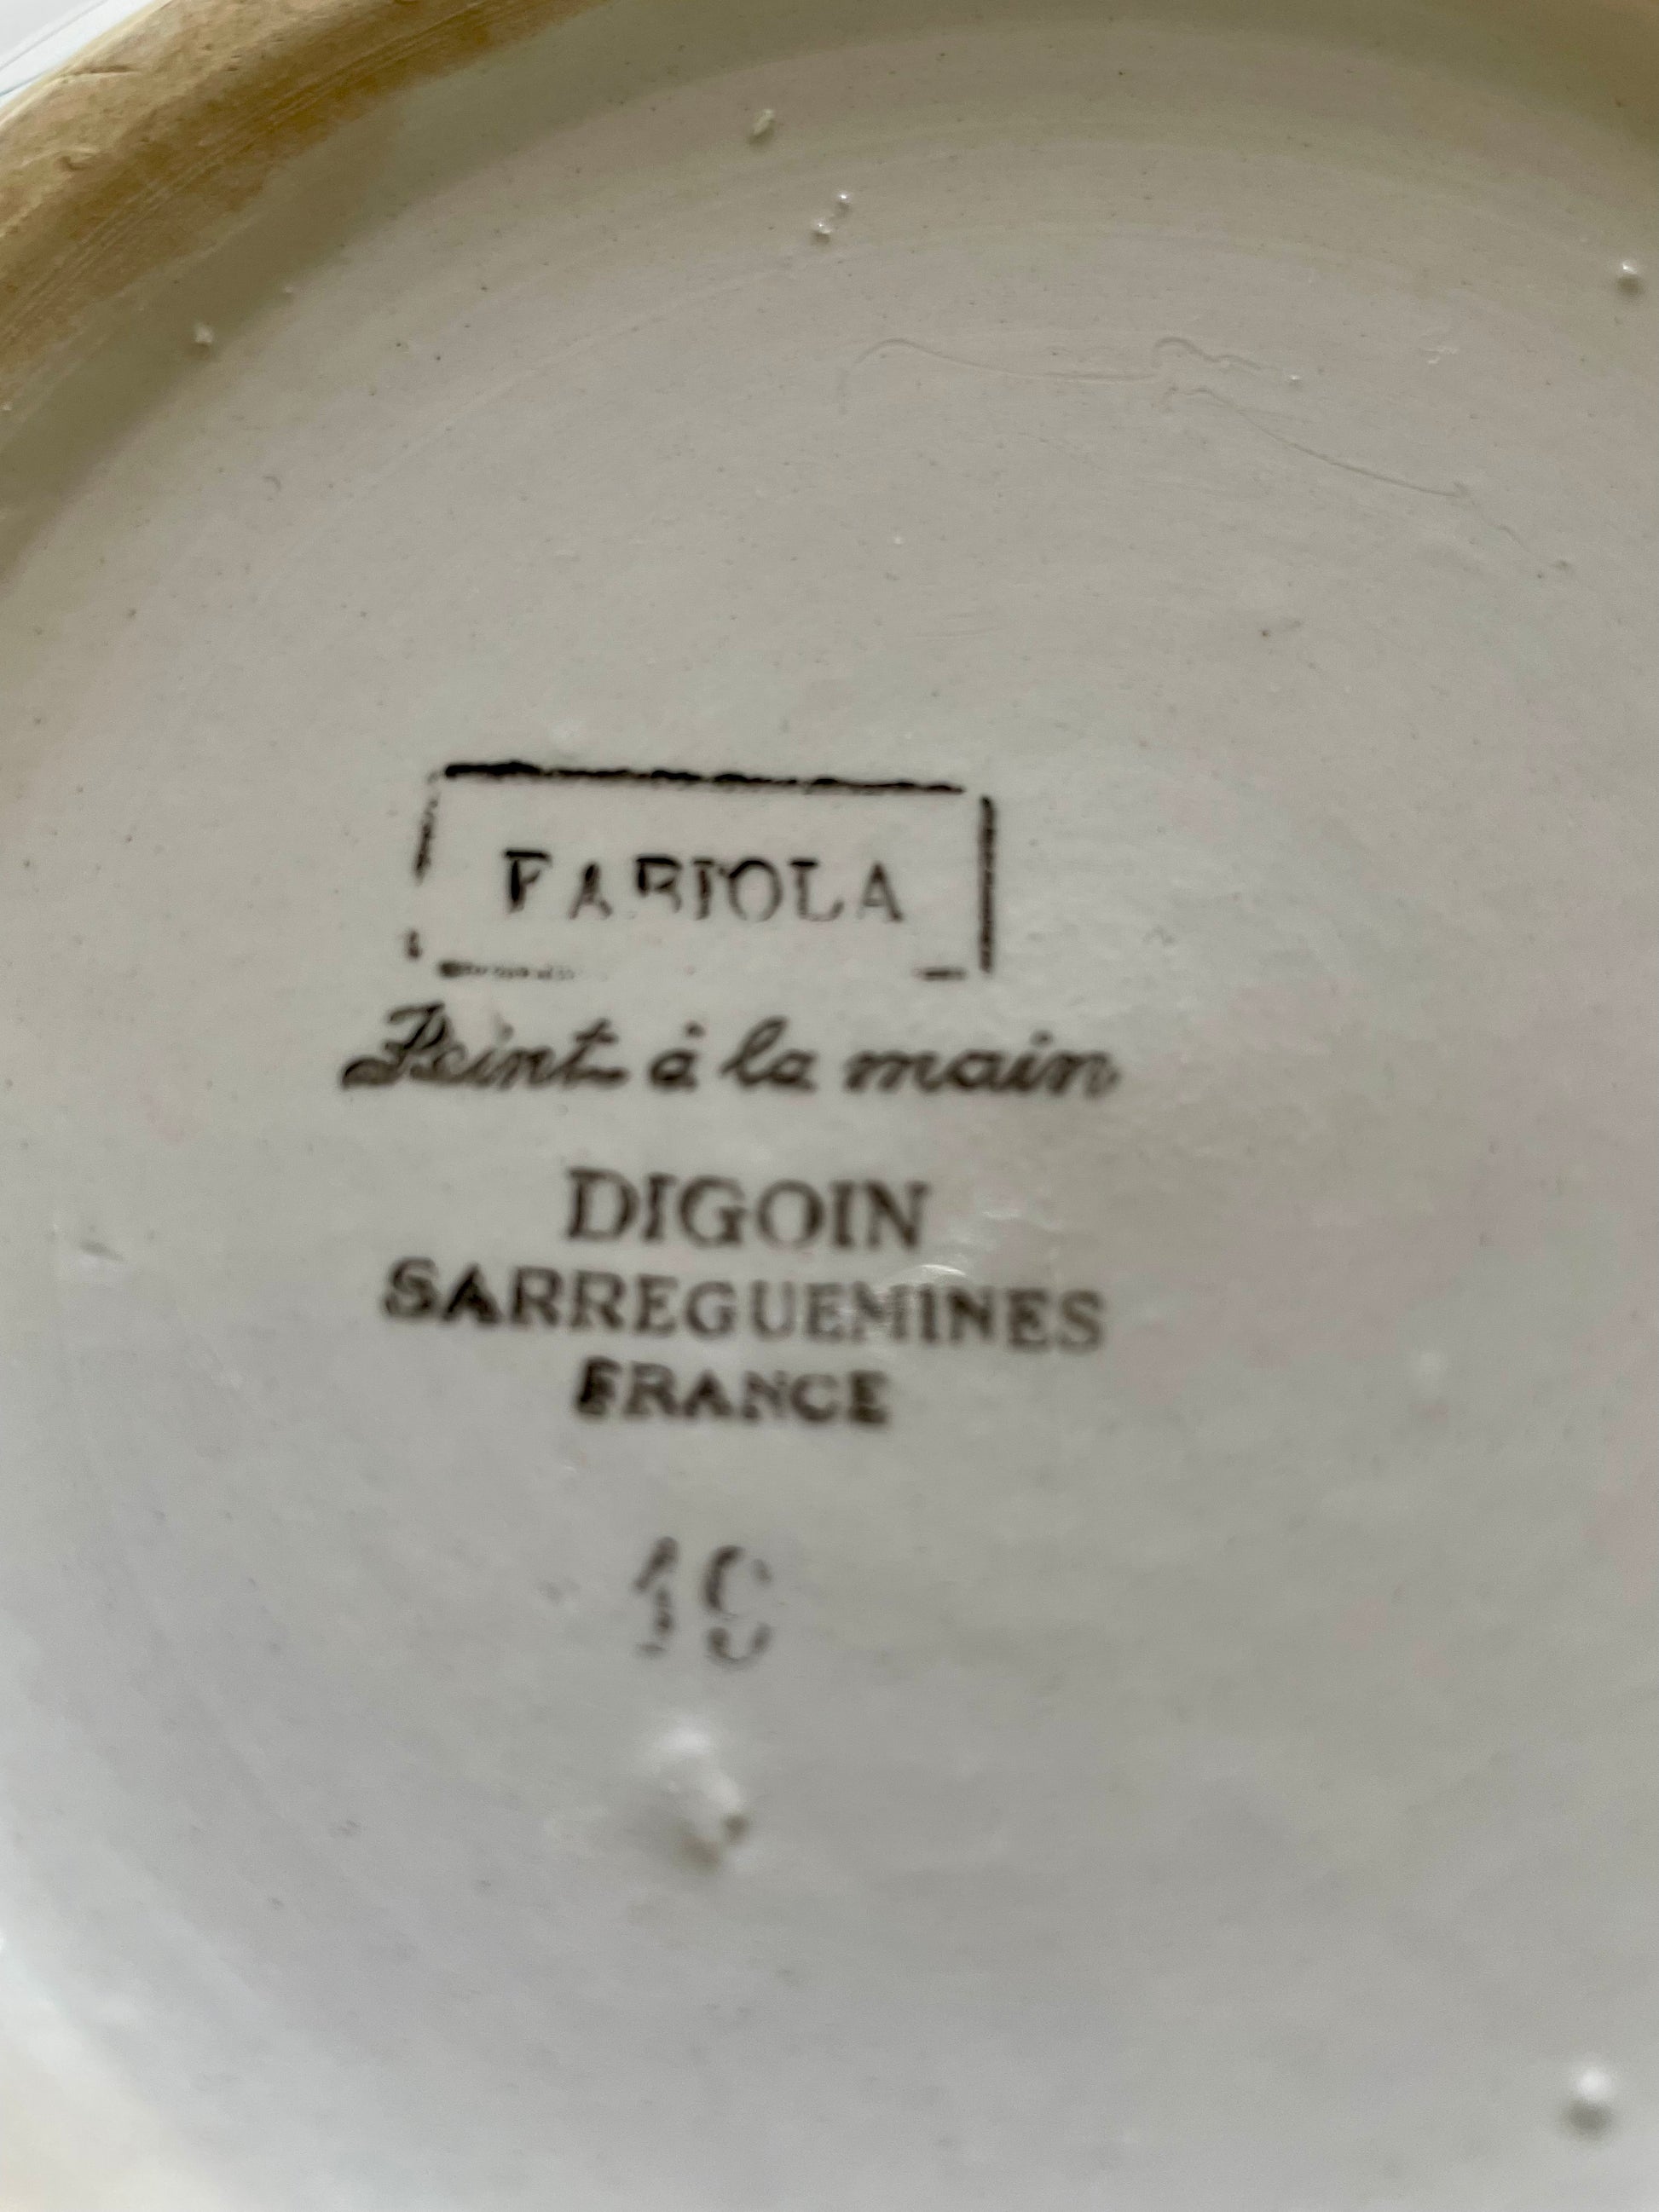 FABIOLA
Peint à la main
DIGOIN
SARREGUEMINES
FRANCE